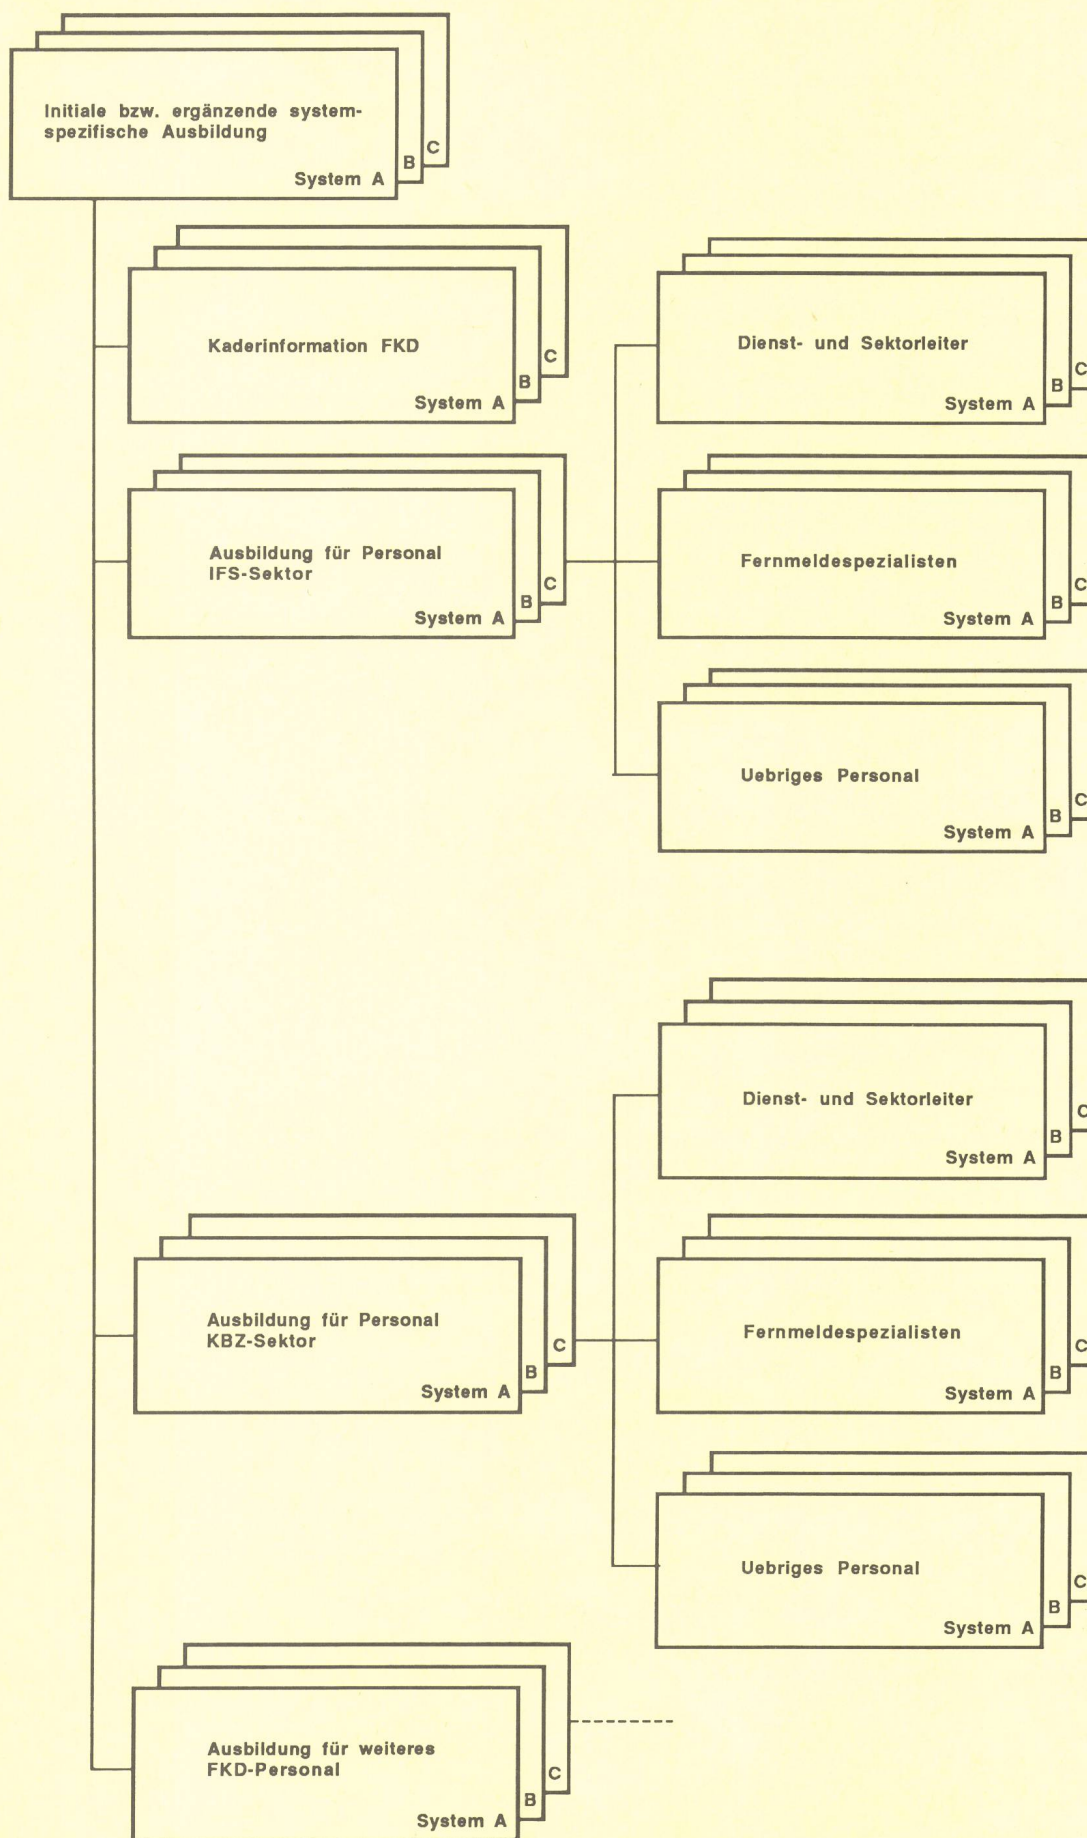 Initiale bzw. ergänzende system-
spezifische Ausbildung
System A
B
C
Kaderinformation FKD
System A
B
C
Dienst- und Sektorleiter
System A
B
C
Ausbildung für Personal
IFS-Sektor
System A
B
C
Fernmeldespezialisten
System A
B
C
Uebriges Personal
System A
B
C
Dienst- und Sektorleiter
System A
B
C
Ausbildung für Personal
KBZ-Sektor
System A
B
C
Fernmeldespezialisten
System A
B
C
Uebriges Personal
System A
B
C
Ausbildung für weiteres
FKD-Personal
System A
B
C